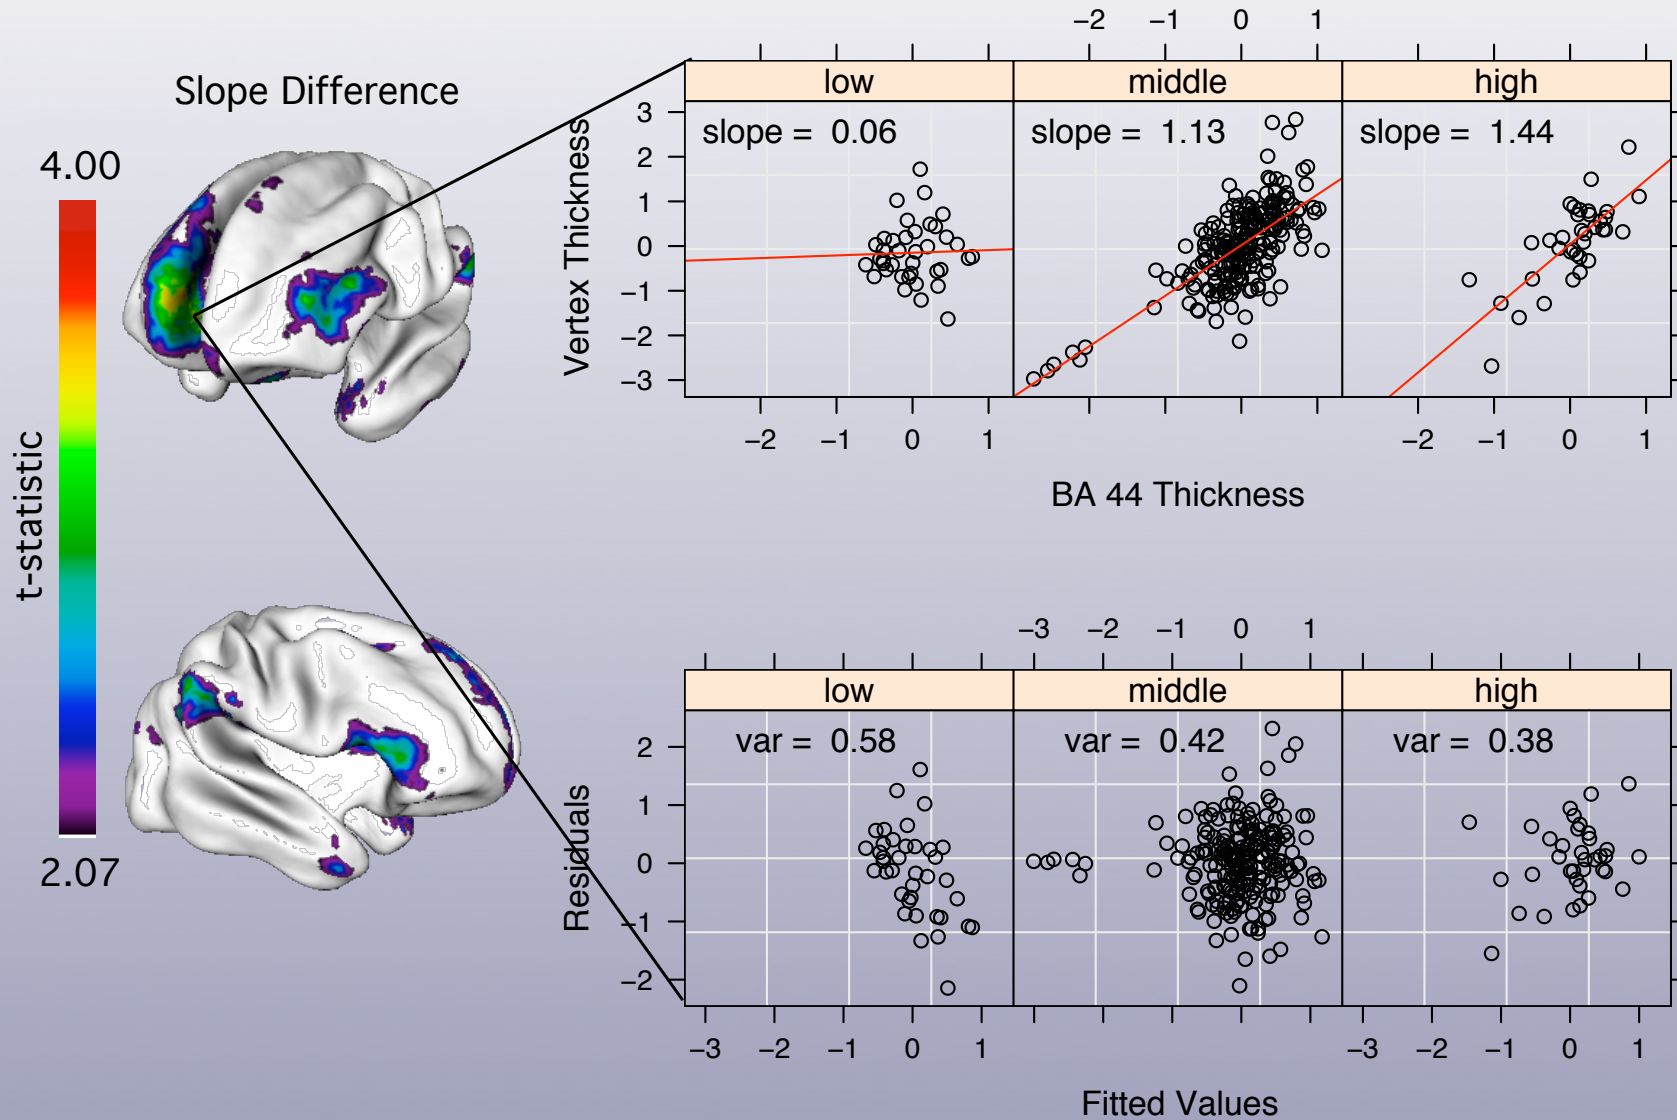 Slope Difference
4.00
t-statistic
2.07
−2 −1 0 1
low middle high
slope = 0.06 slope = 1.13 slope = 1.44
Vertex Thickness
3
2
1
0
−1
−2
−3
−2 −1 0 1 −2 −1 0 1
BA 44 Thickness
−3 −2 −1 0 1
low middle high
var = 0.58 var = 0.42 var = 0.38
Residuals
2
1
0
−1
−2
−3 −2 −1 0 1 −3 −2 −1 0 1
Fitted Values